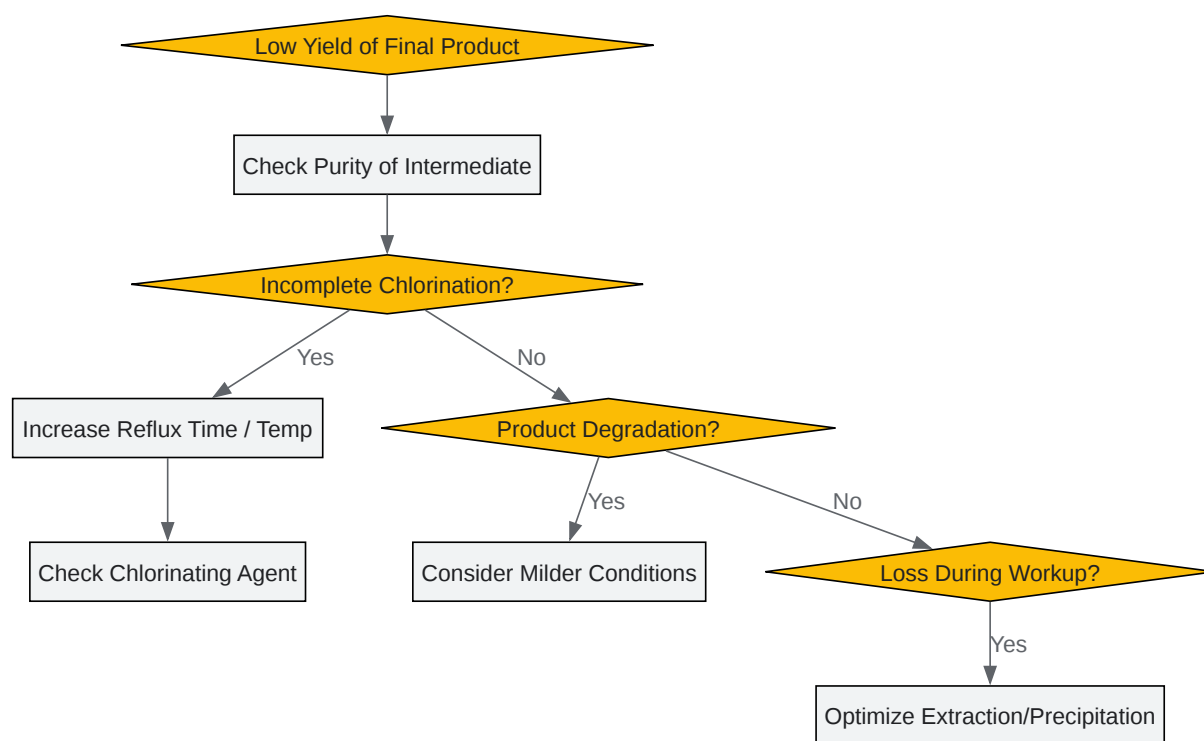 Low Yield of Final Product
Check Purity of Intermediate
Incomplete Chlorination?
Yes
No
Increase Reflux Time / Temp
Product Degradation?
Yes
No
Check Chlorinating Agent
Consider Milder Conditions
Loss During Workup?
Yes
Optimize Extraction/Precipitation